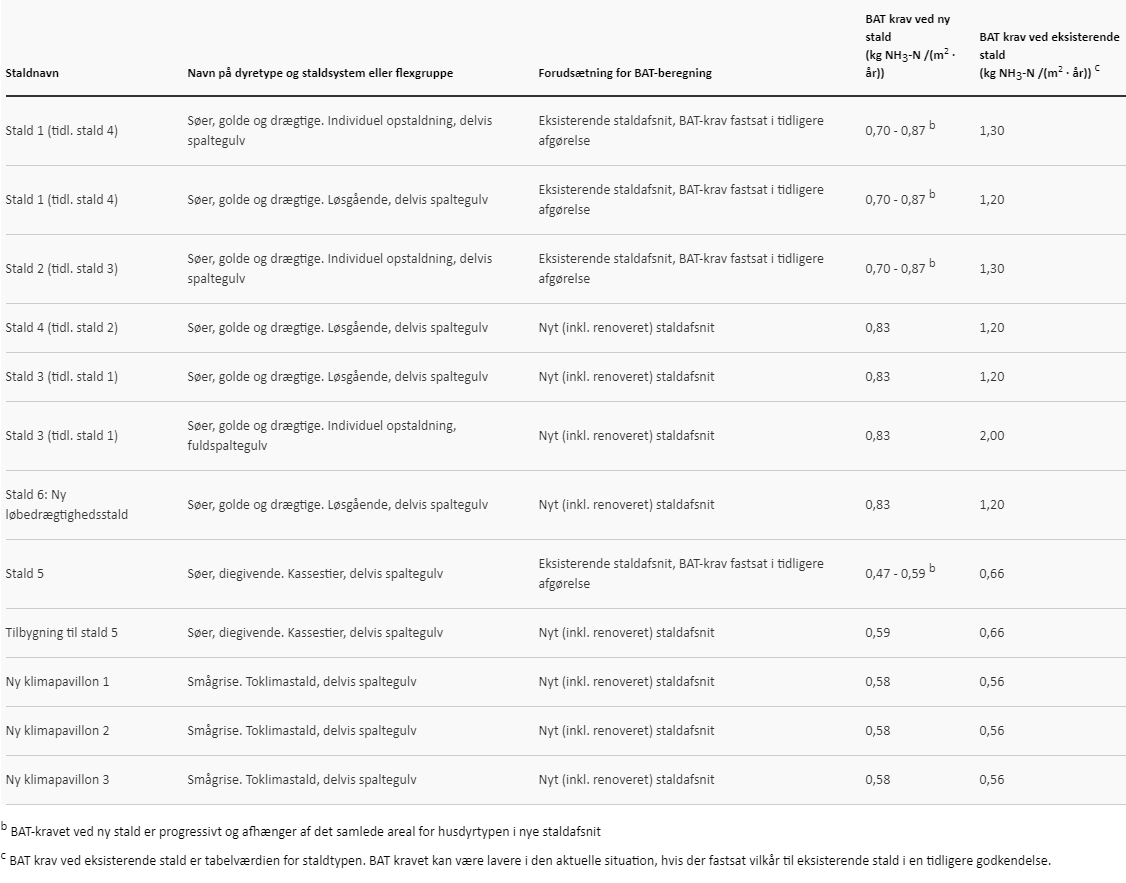 Staldnavn
Navn på dyretype og staldsystem eller flexgruppe
Forudsætning for BAT-beregning
BAT krav ved ny
stald
(kg NH3-N /(m2 ·
år))
BAT krav ved eksisterende
stald
(kg NH3-N /(m2 · år)) c
Stald 1 (tidl. stald 4)
Søer, golde og drægtige. Individuel opstaldning, delvis
spaltegulv
Eksisterende staldafsnit, BAT-krav fastsat i tidligere
afgørelse
0,70 - 0,87 b
1,30
Stald 1 (tidl. stald 4)
Søer, golde og drægtige. Løsgående, delvis spaltegulv
Eksisterende staldafsnit, BAT-krav fastsat i tidligere
afgørelse
0,70 - 0,87 b
1,20
Stald 2 (tidl. stald 3)
Søer, golde og drægtige. Individuel opstaldning, delvis
spaltegulv
Eksisterende staldafsnit, BAT-krav fastsat i tidligere
afgørelse
0,70 - 0,87 b
1,30
Stald 4 (tidl. stald 2)
Søer, golde og drægtige. Løsgående, delvis spaltegulv
Nyt (inkl. renoveret) staldafsnit
0,83
1,20
Stald 3 (tidl. stald 1)
Søer, golde og drægtige. Løsgående, delvis spaltegulv
Nyt (inkl. renoveret) staldafsnit
0,83
1,20
Stald 3 (tidl. stald 1)
Søer, golde og drægtige. Individuel opstaldning,
fuldspaltegulv
Nyt (inkl. renoveret) staldafsnit
0,83
2,00
Stald 6: Ny
løbedrægtighedsstald
Søer, golde og drægtige. Løsgående, delvis spaltegulv
Nyt (inkl. renoveret) staldafsnit
0,83
1,20
Stald 5
Søer, diegivende. Kassestier, delvis spaltegulv
Eksisterende staldafsnit, BAT-krav fastsat i tidligere
afgørelse
0,47 - 0,59 b
0,66
Tilbygning til stald 5
Søer, diegivende. Kassestier, delvis spaltegulv
Nyt (inkl. renoveret) staldafsnit
0,59
0,66
Ny klimapavillon 1
Smågrise. Toklimastald, delvis spaltegulv
Nyt (inkl. renoveret) staldafsnit
0,58
0,56
Ny klimapavillon 2
Smågrise. Toklimastald, delvis spaltegulv
Nyt (inkl. renoveret) staldafsnit
0,58
0,56
Ny klimapavillon 3
Smågrise. Toklimastald, delvis spaltegulv
Nyt (inkl. renoveret) staldafsnit
0,58
0,56
b BAT-kravet ved ny stald er progressivt og afhænger af det samlede areal for husdyrtypen i nye staldafsnit
c BAT krav ved eksisterende stald er tabelværdien for staldtypen. BAT kravet kan være lavere i den aktuelle situation, hvis der fastsat vilkår til eksisterende stald i en tidligere godkendelse.